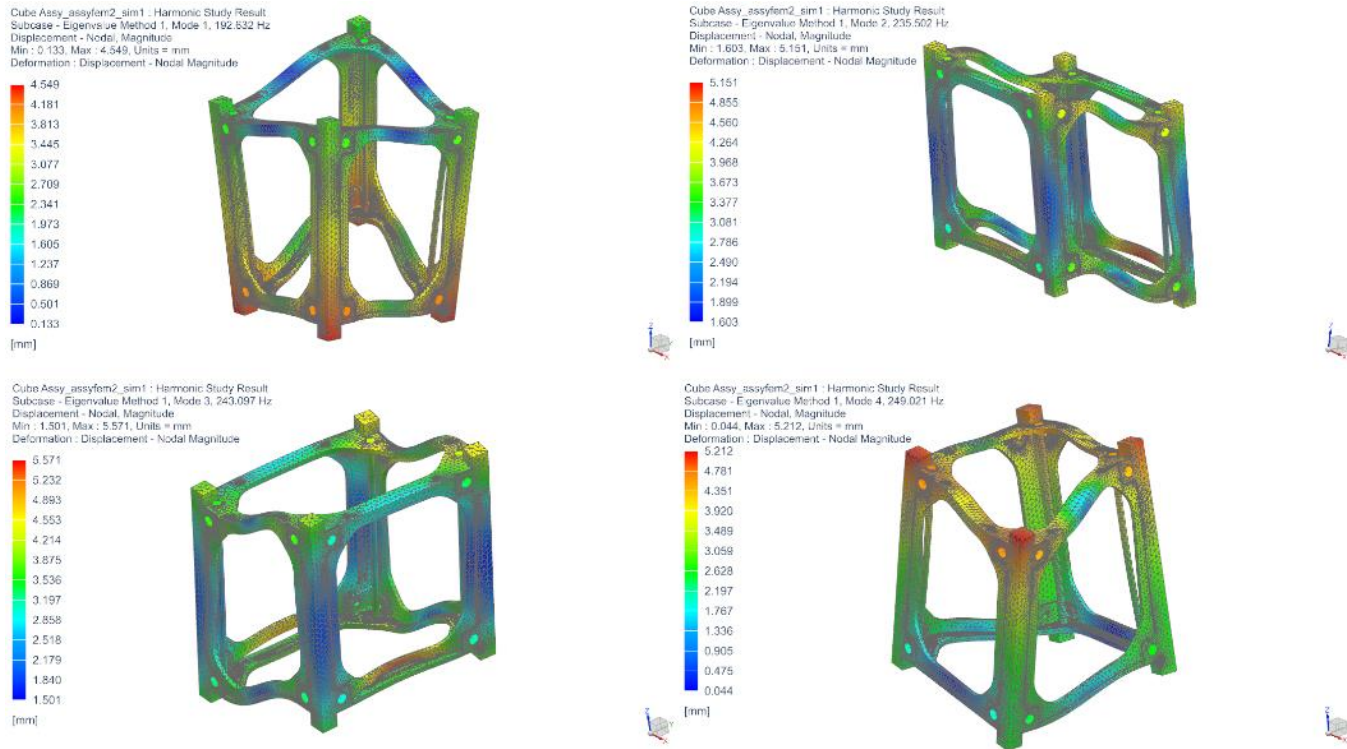 Cube Assy_assyfem2_sim1 : Harmonic Study Result
Subcase - Eigenvalue Method 1, Mode 1, 192.632 Hz
Displacement - Nodal, Magnitude
Min : 0.133, Max : 4.549, Units = mm
Deformation : Displacement - Nodal Magnitude
4.549
4.181
3.813
3.445
3.077
2.709
2.341
1.973
1.605
1.237
0.869
0.501
0.133
[mm]
Z
Y
X
Cube Assy_assyfem2_sim1 : Harmonic Study Result
Subcase - Eigenvalue Method 1, Mode 2, 235.502 Hz
Displacement - Nodal, Magnitude
Min : 1.603, Max : 5.151, Units = mm
Deformation : Displacement - Nodal Magnitude
5.151
4.855
4.560
4.264
3.968
3.673
3.377
3.081
2.786
2.490
2.194
1.899
1.603
[mm]
Z
X
Cube Assy_assyfem2_sim1 : Harmonic Study Result
Subcase - Eigenvalue Method 1, Mode 3, 243.097 Hz
Displacement - Nodal, Magnitude
Min : 1.501, Max : 5.571, Units = mm
Deformation : Displacement - Nodal Magnitude
5.571
5.232
4.893
4.553
4.214
3.875
3.536
3.197
2.858
2.518
2.179
1.840
1.501
[mm]
Z
Y
X
Cube Assy_assyfem2_sim1 : Harmonic Study Result
Subcase - Eigenvalue Method 1, Mode 4, 249.021 Hz
Displacement - Nodal, Magnitude
Min : 0.044, Max : 5.212, Units = mm
Deformation : Displacement - Nodal Magnitude
5.212
4.781
4.351
3.920
3.489
3.059
2.628
2.197
1.767
1.336
0.905
0.475
0.044
[mm]
Z
X